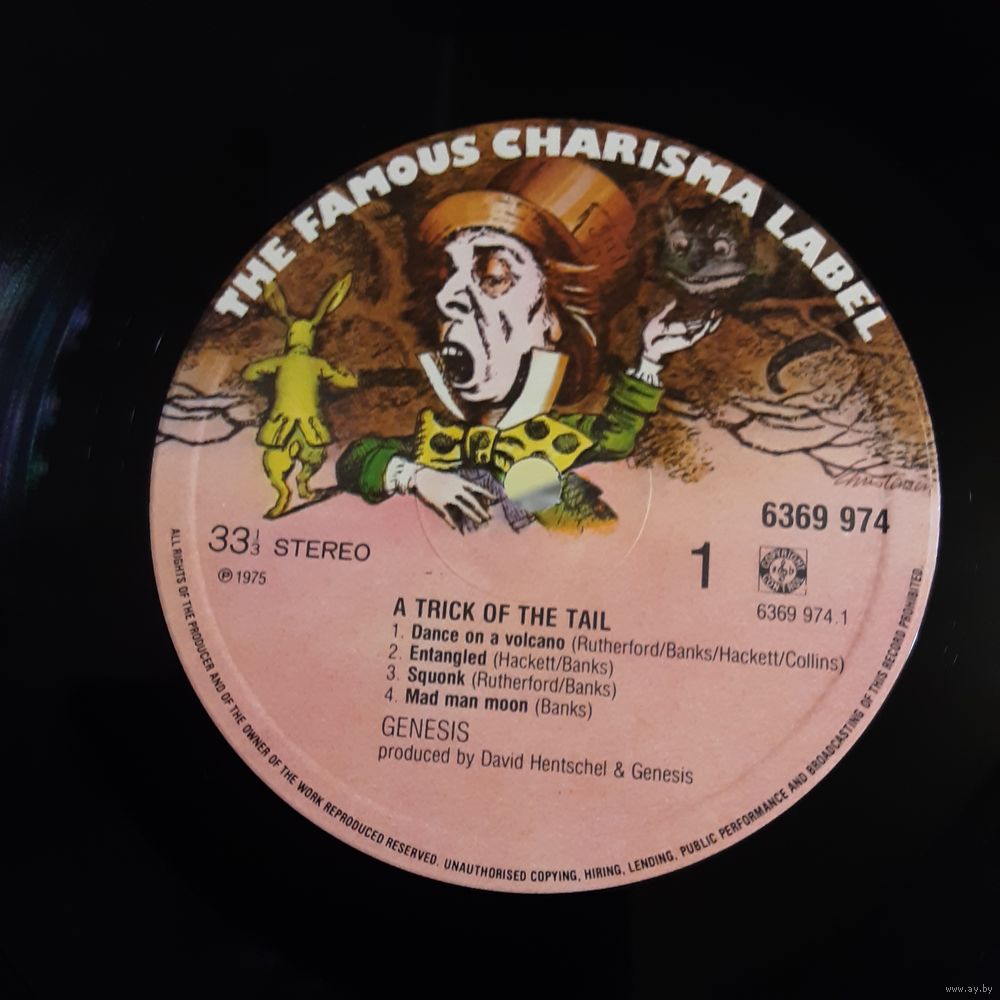 THE FAMOUS CHARISMA LABEL
Christensen
6369 974
33⅓ STEREO
1
COPYRIGHT CONTROL
℗ 1975
6369 974.1
A TRICK OF THE TAIL
1. Dance on a volcano (Rutherford/Banks/Hackett/Collins)
2. Entangled (Hackett/Banks)
3. Squonk (Rutherford/Banks)
4. Mad man moon (Banks)
GENESIS
produced by David Hentschel & Genesis
ALL RIGHTS OF THE PRODUCER AND OF THE OWNER OF THE WORK REPRODUCED RESERVED. UNAUTHORISED COPYING, HIRING, LENDING, PUBLIC PERFORMANCE AND BROADCASTING OF THIS RECORD PROHIBITED.
www.ay.by